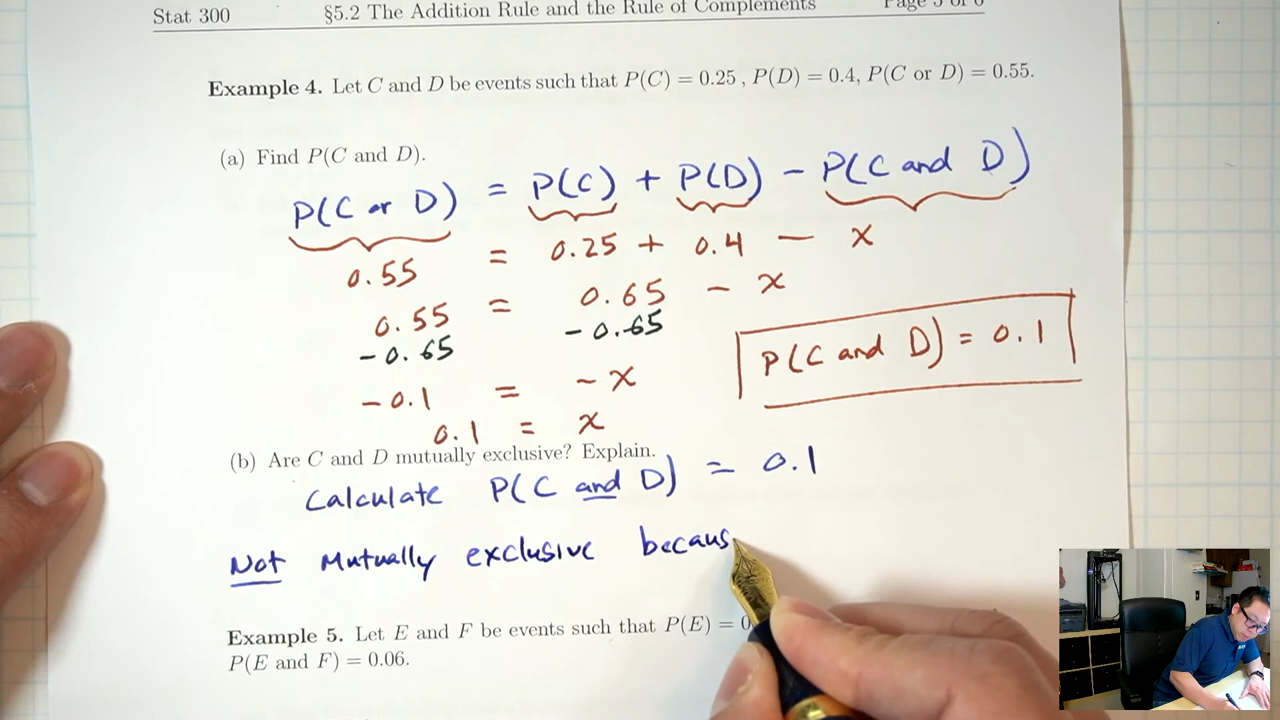 Stat 300 §5.2 The Addition Rule and the Rule of Complements Page 5 of 6
Example 4. Let C and D be events such that P(C) = 0.25 , P(D) = 0.4, P(C or D) = 0.55.
(a) Find P(C and D).
P(C or D) = P(C) + P(D) - P(C and D)
0.55 = 0.25 + 0.4 - x
0.55 = 0.65 - x
-0.65 -0.65
P(C and D) = 0.1
-0.1 = -x
0.1 = x
(b) Are C and D mutually exclusive? Explain.
Calculate P(C and D) = 0.1
Not Mutually exclusive becaus
Example 5. Let E and F be events such that P(E) = 0
P(E and F) = 0.06.